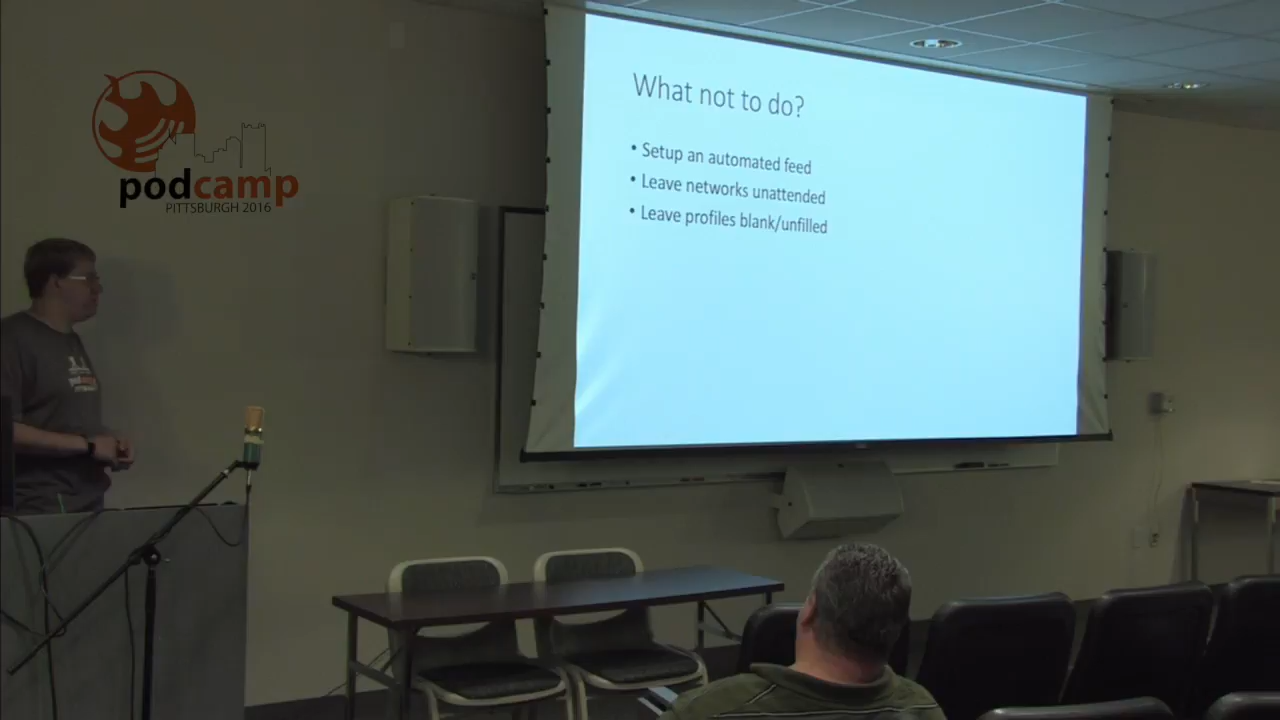 podcamp
PITTSBURGH 2016
What not to do?
• Setup an automated feed
• Leave networks unattended
• Leave profiles blank/unfilled